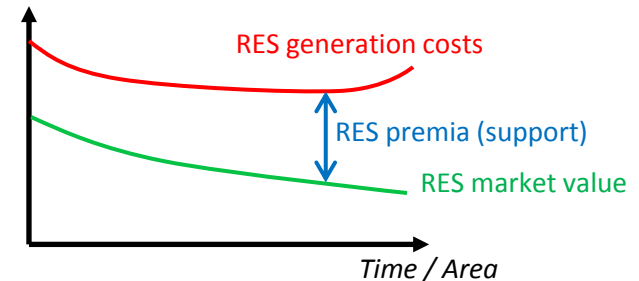 RES generation costs
RES premia (support)
RES market value
Time / Area